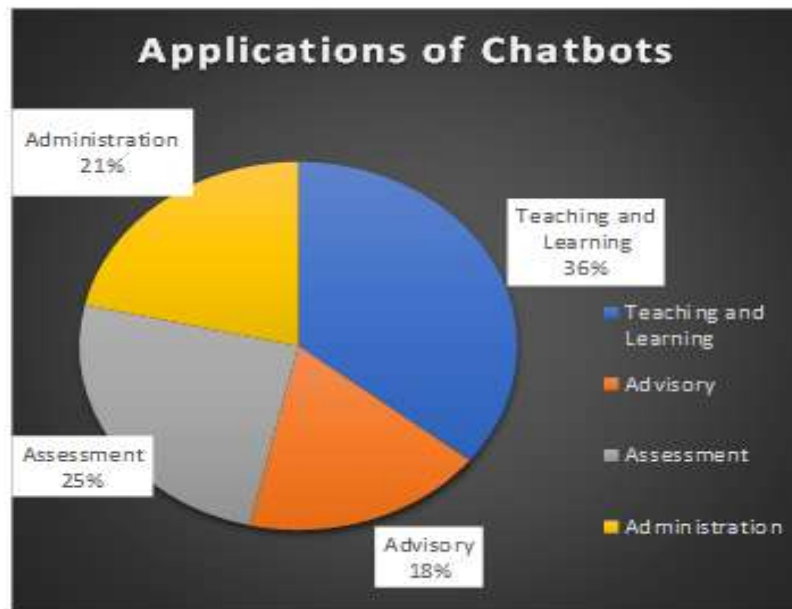 Applications of Chatbots
Administration
21%
Teaching and
Learning
36%
Teaching and
Learning
Advisory
Assessment
25%
Assessment
Administration
Advisory
18%